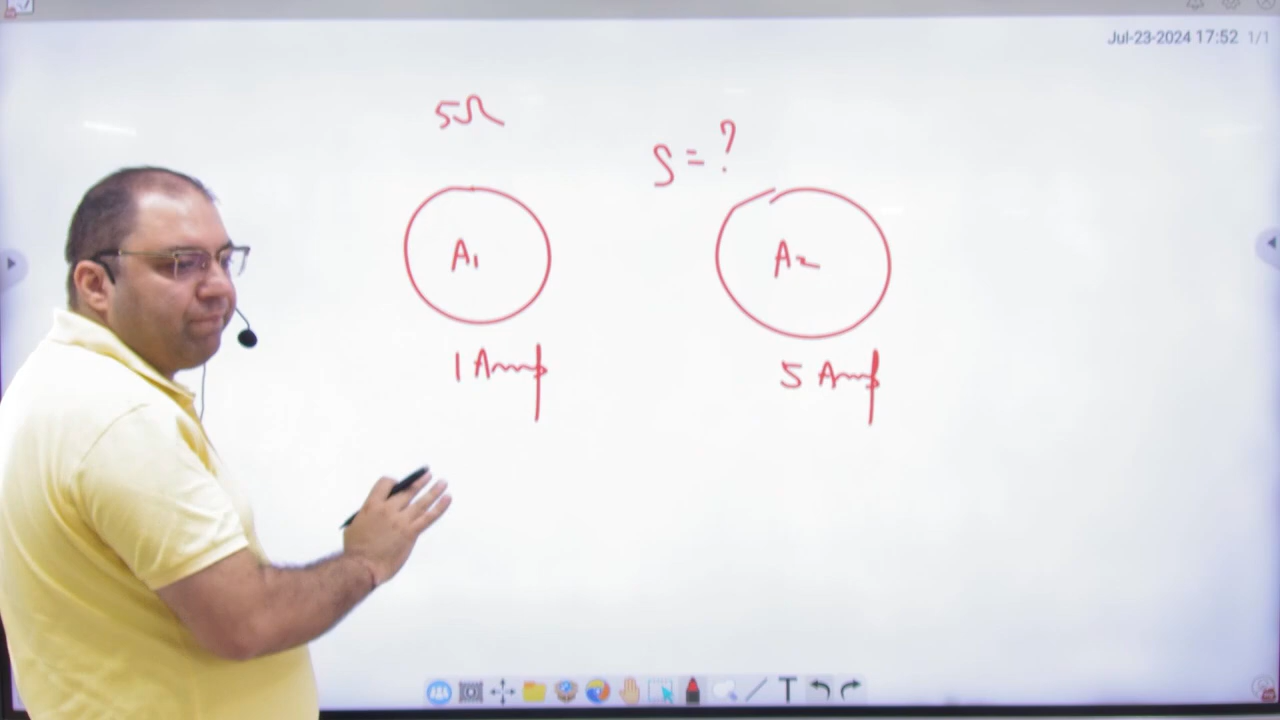 Jul-23-2024 17:52 1/1
5Ω
S = ?
A₁
A₂
1 Amp
5 Amp
T